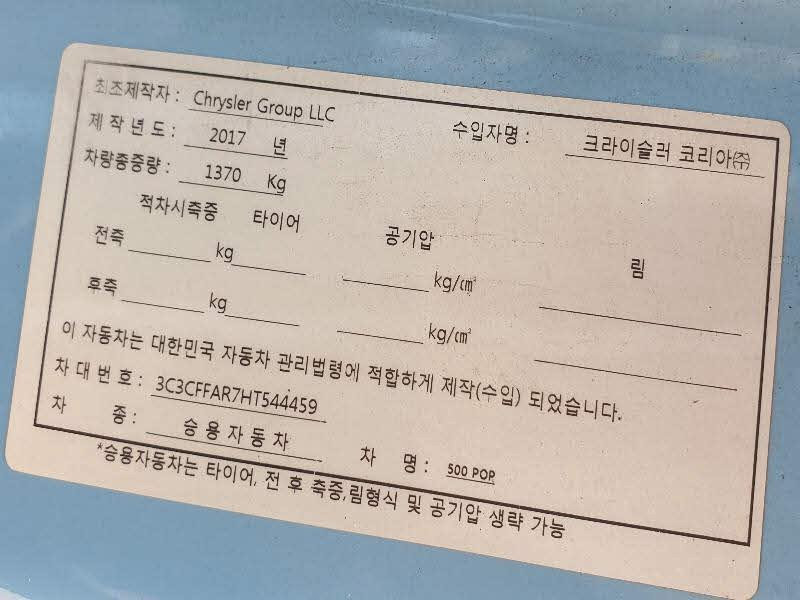 최초제작자 : Chrysler Group LLC
수입자명 : 크라이슬러 코리아㈜
제 작 년 도 : 2017 년
차량총중량 : 1370 Kg
적차시축중 타이어 공기압 림
전축 kg kg/㎠
후축 kg kg/㎠
이 자동차는 대한민국 자동차 관리법령에 적합하게 제작(수입) 되었습니다.
차 대 번 호 : 3C3CFFAR7HT544459
차 종 : 승 용 자 동 차 차 명 : 500 POP
*승용자동차는 타이어, 전 후 축중,림형식 및 공기압 생략 가능